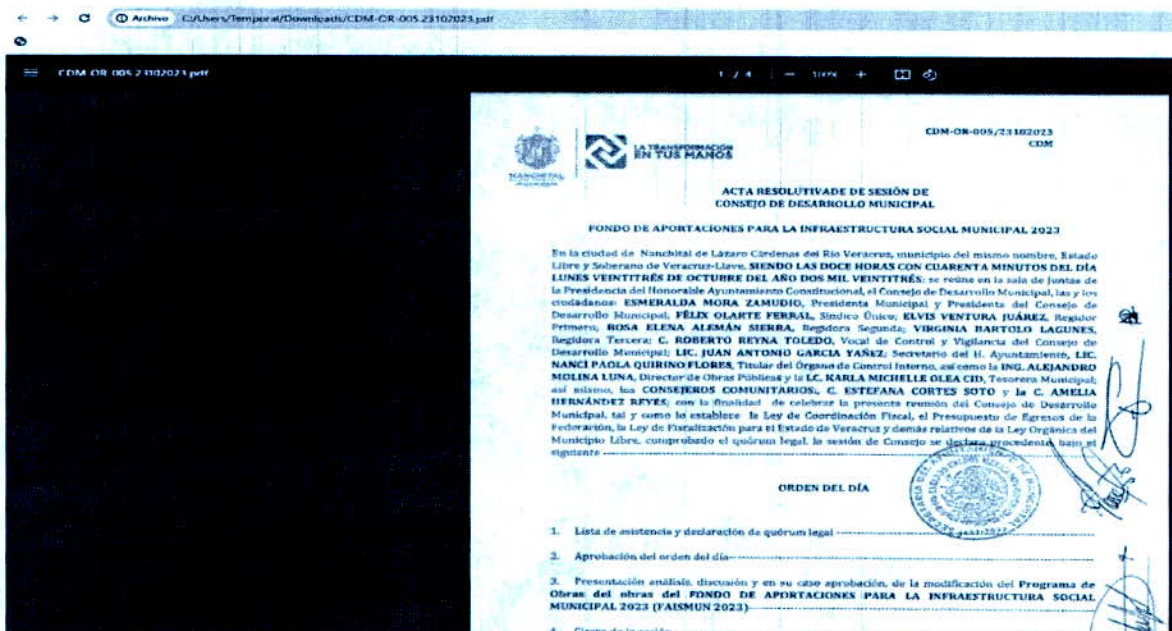 Archivo C:/Users/Temporal/Downloads/CDM-OR-005.23102023.pdf
CDM-OR-005.23102023.pdf
1 / 4 — 100% +
CDM-OR-005/23102023
CDM
LA TRANSFORMACIÓN
EN TUS MANOS
NANCHITAL
ACTA RESOLUTIVADE DE SESIÓN DE
CONSEJO DE DESARROLLO MUNICIPAL
FONDO DE APORTACIONES PARA LA INFRAESTRUCTURA SOCIAL MUNICIPAL 2023
En la ciudad de Nanchital de Lázaro Cárdenas del Río Veracruz, municipio del mismo nombre, Estado
Libre y Soberano de Veracruz-Llave, SIENDO LAS DOCE HORAS CON CUARENTA MINUTOS DEL DÍA
LUNES VEINTITRÉS DE OCTUBRE DEL AÑO DOS MIL VEINTITRÉS; se reúne en la sala de Juntas de
la Presidencia del Honorable Ayuntamiento Constitucional, el Consejo de Desarrollo Municipal, las y los
ciudadanos: ESMERALDA MORA ZAMUDIO, Presidenta Municipal y Presidenta del Consejo de
Desarrollo Municipal; FÉLIX OLARTE FERRAL, Síndico Único; ELVIS VENTURA JUÁREZ, Regidor
Primero, ROSA ELENA ALEMÁN SIERRA, Regidora Segunda; VIRGINIA BARTOLO LAGUNES,
Regidora Tercera; C. ROBERTO REYNA TOLEDO, Vocal de Control y Vigilancia del Consejo de
Desarrollo Municipal; LIC. JUAN ANTONIO GARCIA YAÑEZ; Secretario del H. Ayuntamiento, LIC.
NANCI PAOLA QUIRINO FLORES, Titular del Órgano de Control Interno, así como la ING. ALEJANDRO
MOLINA LUNA, Director de Obras Públicas y la LC. KARLA MICHELLE OLEA CID, Tesorera Municipal;
así mismo, los CONSEJEROS COMUNITARIOS:, C. ESTEFANA CORTES SOTO y la C. AMELIA
HERNÁNDEZ REYES; con la finalidad de celebrar la presente reunión del Consejo de Desarrollo
Municipal, tal y como lo establece la Ley de Coordinación Fiscal, el Presupuesto de Egresos de la
Federación, la Ley de Fiscalización para el Estado de Veracruz y demás relativos de la Ley Orgánica del
Municipio Libre, comprobado el quórum legal, la sesión de Consejo se declara procedente, bajo el
siguiente
ORDEN DEL DÍA
1. Lista de asistencia y declaración de quórum legal
2. Aprobación del orden del día
3. Presentación análisis, discusión y en su caso aprobación, de la modificación del Programa de
Obras del obras del FONDO DE APORTACIONES PARA LA INFRAESTRUCTURA SOCIAL
MUNICIPAL 2023 (FAISMUN 2023)
4. Cierre de la sesión